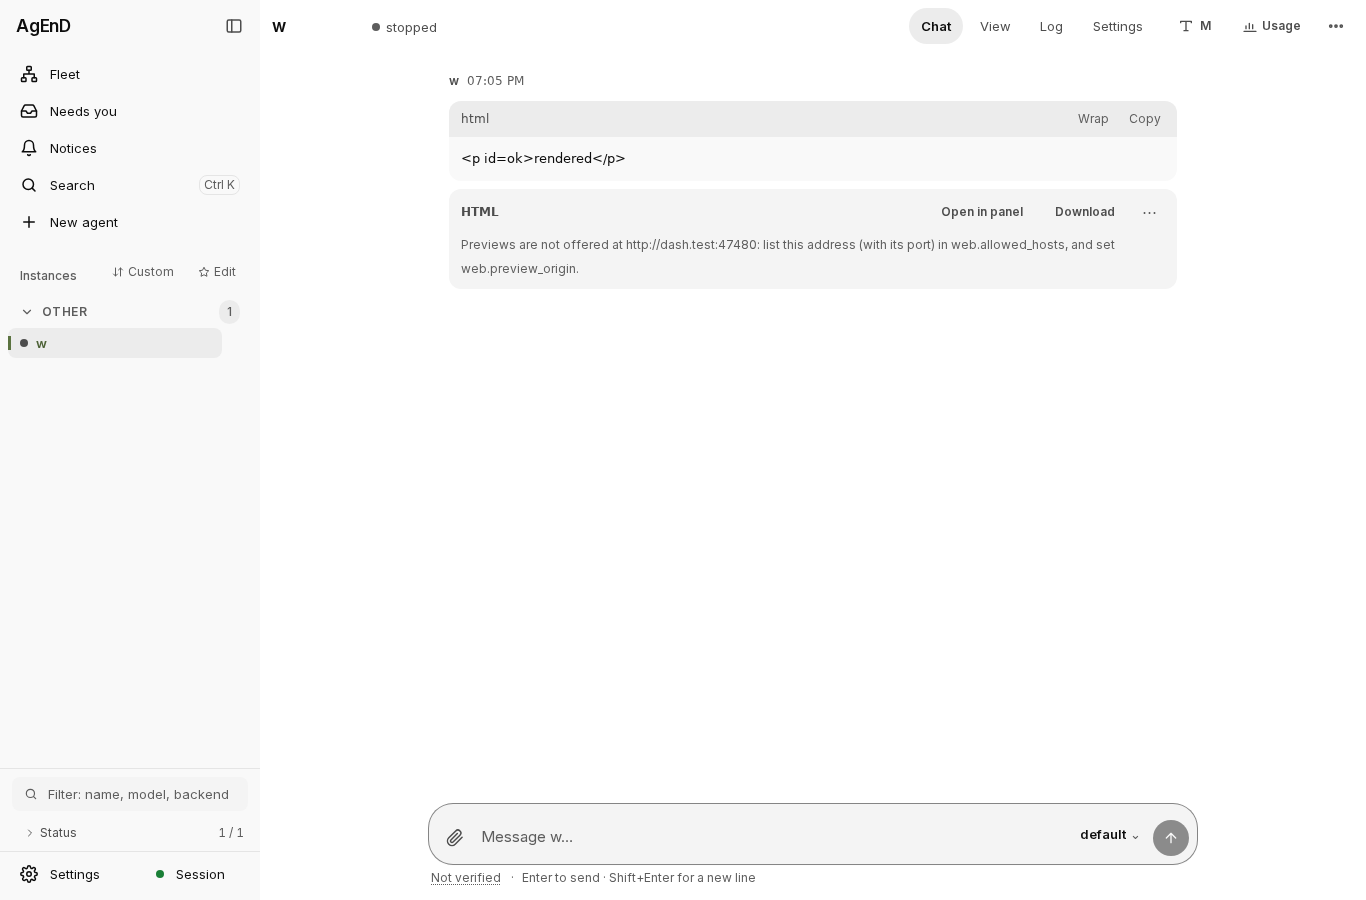 AgEnD
Fleet
Needs you
Notices
Search Ctrl K
New agent
Instances Custom Edit
OTHER 1
w
Filter: name, model, backend
Status 1 / 1
Settings Session
w stopped Chat View Log Settings M Usage
w 07:05 PM
html Wrap Copy
<p id=ok>rendered</p>
HTML Open in panel Download
Previews are not offered at http://dash.test:47480: list this address (with its port) in web.allowed_hosts, and set
web.preview_origin.
Message w...
default
Not verified · Enter to send · Shift+Enter for a new line